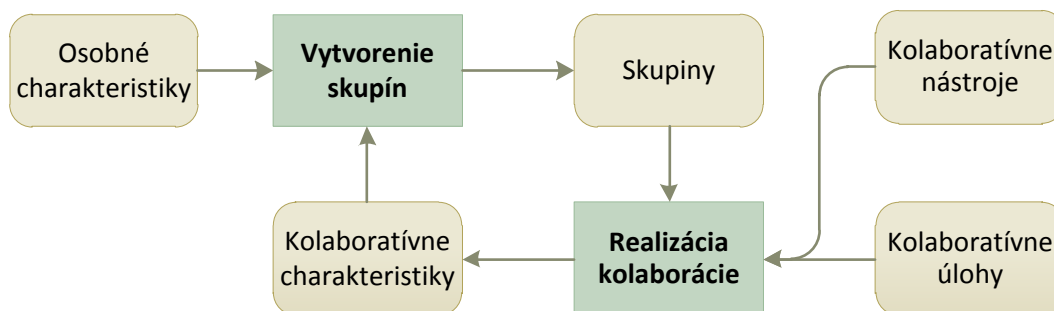 Osobné
charakteristiky
Vytvorenie
skupín
Skupiny
Kolaboratívne
nástroje
Kolaboratívne
charakteristiky
Realizácia
kolaborácie
Kolaboratívne
úlohy